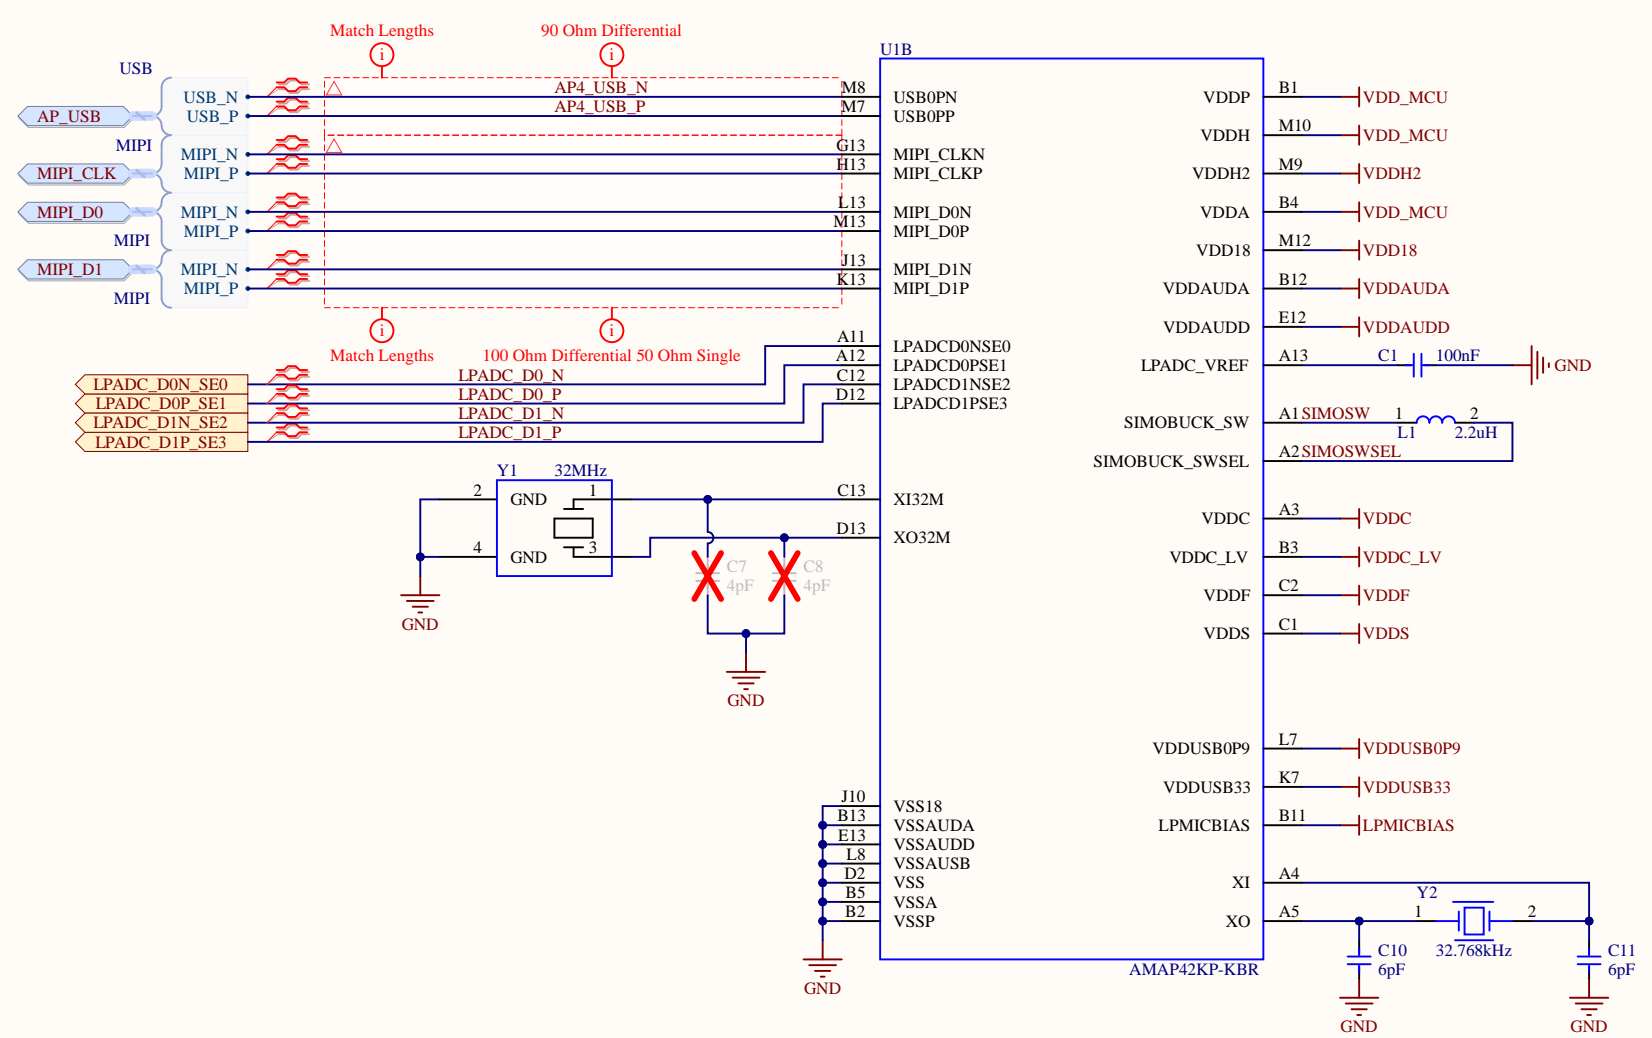 Match Lengths
90 Ohm Differential
U1B
USB
AP_USB
USB_N
USB_P
AP4_USB_N
AP4_USB_P
M8
M7
USB0PN
USB0PP
MIPI
MIPI_CLK
MIPI_N
MIPI_P
G13
H13
MIPI_CLKN
MIPI_CLKP
MIPI_D0
MIPI_N
MIPI_P
L13
M13
MIPI_D0N
MIPI_D0P
MIPI
MIPI_D1
MIPI_N
MIPI_P
J13
K13
MIPI_D1N
MIPI_D1P
MIPI
Match Lengths
100 Ohm Differential 50 Ohm Single
A11
A12
C12
D12
LPADCD0NSE0
LPADCD0PSE1
LPADCD1NSE2
LPADCD1PSE3
LPADC_D0N_SE0
LPADC_D0P_SE1
LPADC_D1N_SE2
LPADC_D1P_SE3
LPADC_D0_N
LPADC_D0_P
LPADC_D1_N
LPADC_D1_P
Y1
32MHz
2
GND
1
4
GND
3
GND
C13
XI32M
D13
XO32M
C7
4pF
C8
4pF
GND
J10
B13
E13
L8
D2
B5
B2
VSS18
VSSAUDA
VSSAUDD
VSSAUSB
VSS
VSSA
VSSP
GND
VDDP
B1
VDD_MCU
VDDH
M10
VDD_MCU
VDDH2
M9
VDDH2
VDDA
B4
VDD_MCU
VDD18
M12
VDD18
VDDAUDA
B12
VDDAUDA
VDDAUDD
E12
VDDAUDD
LPADC_VREF
A13
C1
100nF
GND
SIMOBUCK_SW
A1
SIMOSW
1
2
L1
2.2uH
SIMOBUCK_SWSEL
A2
SIMOSWSEL
VDDC
A3
VDDC
VDDC_LV
B3
VDDC_LV
VDDF
C2
VDDF
VDDS
C1
VDDS
VDDUSB0P9
L7
VDDUSB0P9
VDDUSB33
K7
VDDUSB33
LPMICBIAS
B11
LPMICBIAS
XI
A4
XO
A5
Y2
1
2
32.768kHz
C10
6pF
C11
6pF
GND
GND
AMAP42KP-KBR